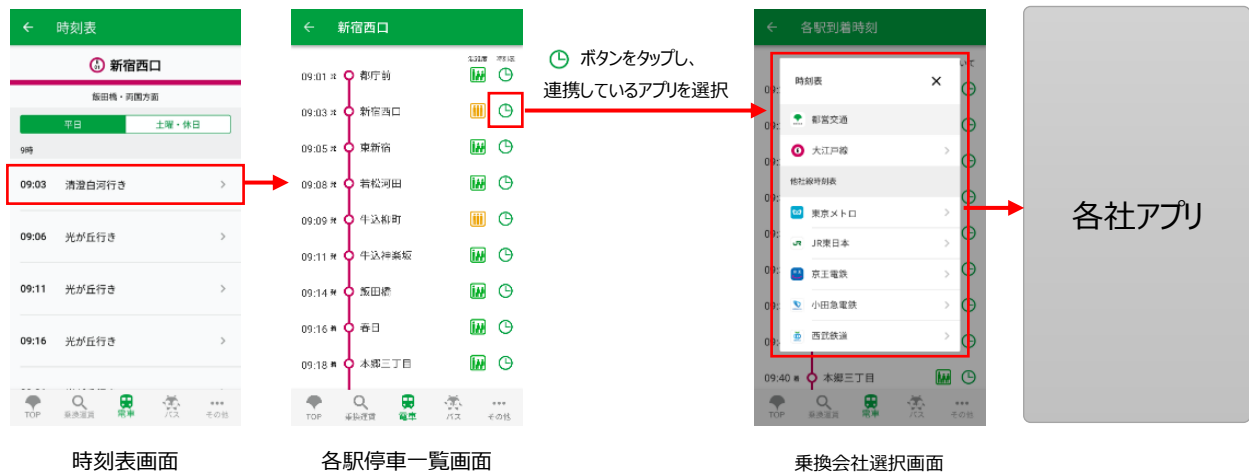 時刻表
新宿西口
飯田橋・両国方面
平日 土曜・休日
9時
09:03 清澄白河行き
09:06 光が丘行き
09:11 光が丘行き
09:16 光が丘行き
TOP 乗換運賃 電車 バス その他
時刻表画面
新宿西口
09:01 発 都庁前
09:03 発 新宿西口
09:05 発 東新宿
09:08 発 若松河田
09:09 発 牛込柳町
09:11 発 牛込神楽坂
09:14 発 飯田橋
09:16 着 春日
09:18 着 本郷三丁目
TOP 乗換運賃 電車 バス その他
各駅停車一覧画面
ボタンをタップし、
連携しているアプリを選択
各駅到着時刻
時刻表
都営交通
大江戸線
他社線時刻表
東京メトロ
JR東日本
京王電鉄
小田急電鉄
西武鉄道
09:40 着 本郷三丁目
TOP 乗換運賃 電車 バス その他
乗換会社選択画面
各社アプリ